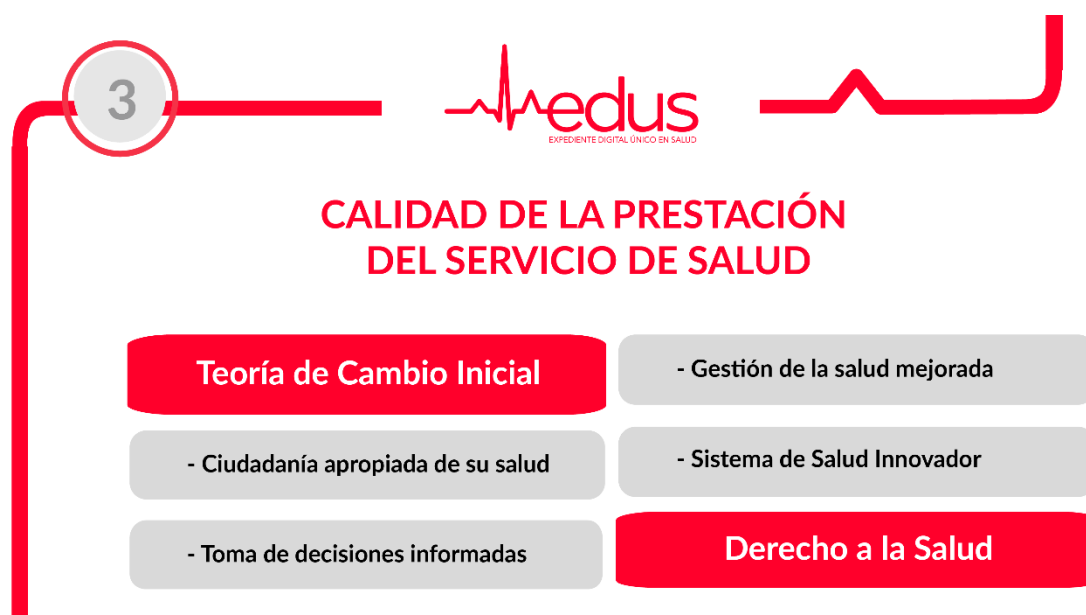 3
edus
EXPEDIENTE DIGITAL ÚNICO EN SALUD
CALIDAD DE LA PRESTACIÓN
DEL SERVICIO DE SALUD
Teoría de Cambio Inicial
- Ciudadanía apropiada de su salud
- Toma de decisiones informadas
- Gestión de la salud mejorada
- Sistema de Salud Innovador
Derecho a la Salud